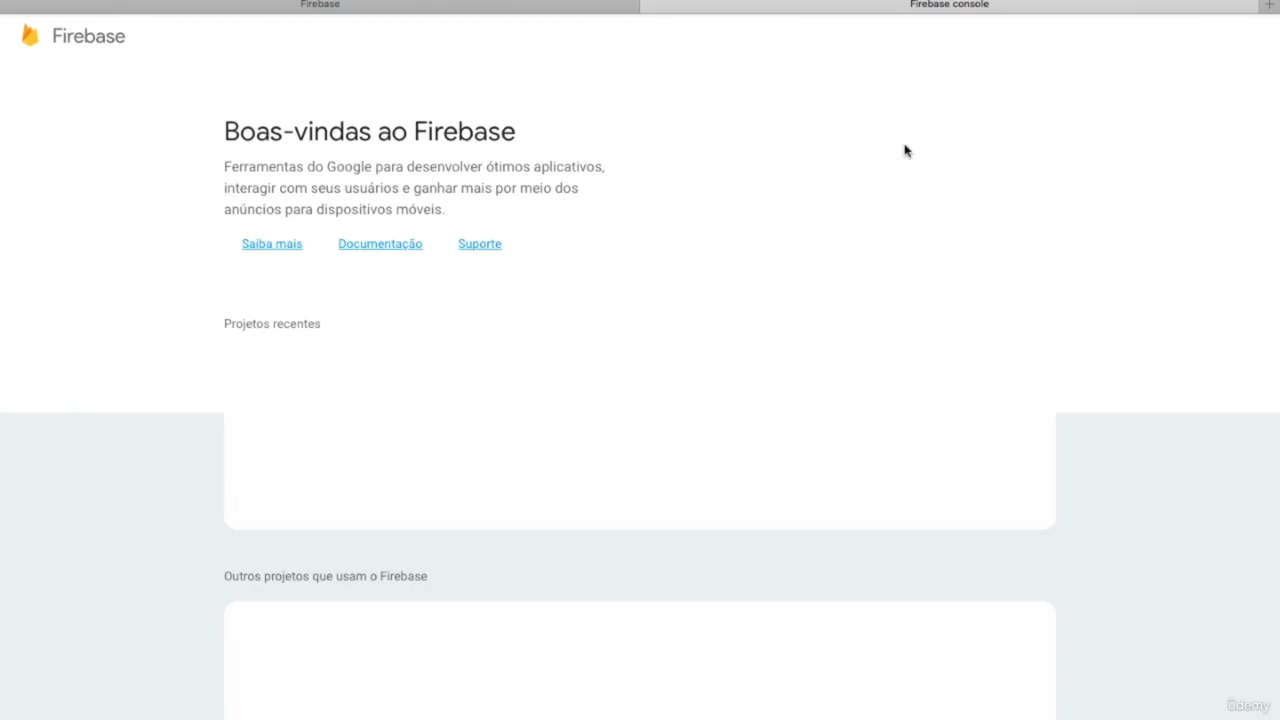 Firebase
Firebase console
Firebase
Boas-vindas ao Firebase
Ferramentas do Google para desenvolver ótimos aplicativos,
interagir com seus usuários e ganhar mais por meio dos
anúncios para dispositivos móveis.
Saiba mais
Documentação
Suporte
Projetos recentes
Outros projetos que usam o Firebase
ûdemy